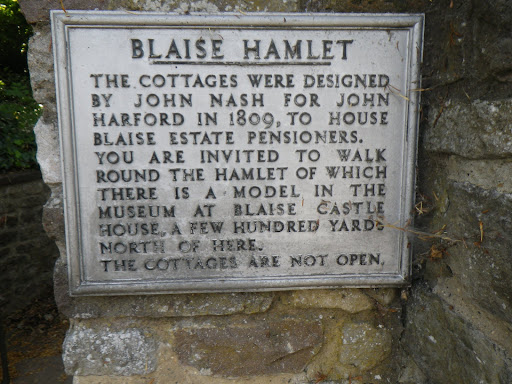 BLAISE HAMLET
THE COTTAGES WERE DESIGNED
BY JOHN NASH FOR JOHN
HARFORD IN 1809, TO HOUSE
BLAISE ESTATE PENSIONERS.
YOU ARE INVITED TO WALK
ROUND THE HAMLET OF WHICH
THERE IS A MODEL IN THE
MUSEUM AT BLAISE CASTLE
HOUSE, A FEW HUNDRED YARDS
NORTH OF HERE.
THE COTTAGES ARE NOT OPEN.